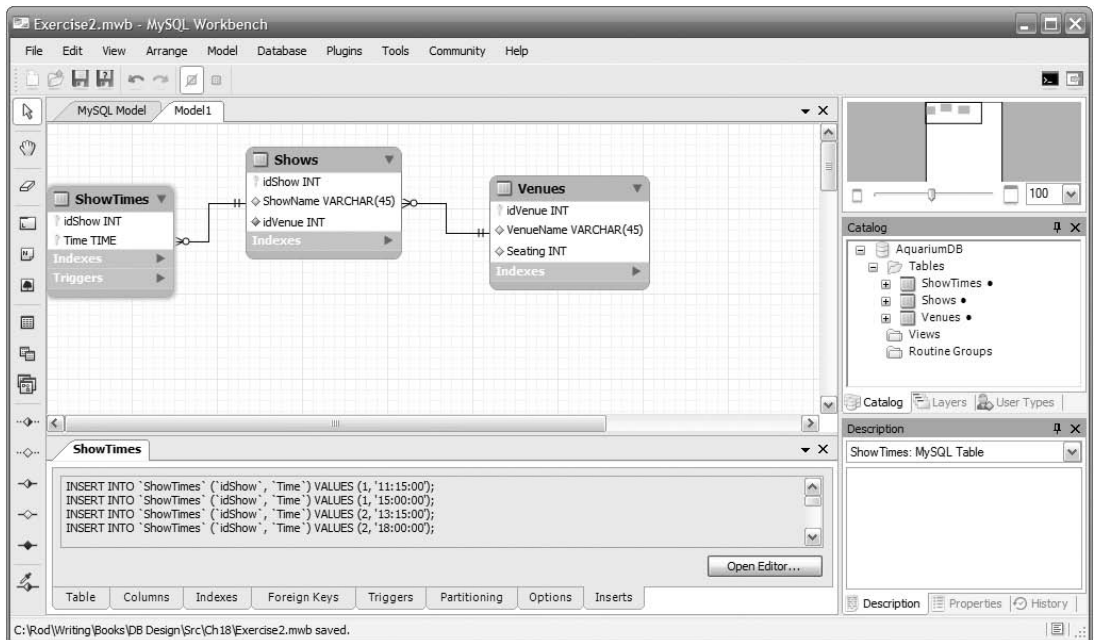 Exercise2.mwb - MySQL Workbench
File Edit View Arrange Model Database Plugins Tools Community Help
MySQL Model Model1
ShowTimes
idShow INT
Time TIME
Indexes
Triggers
Shows
idShow INT
ShowName VARCHAR(45)
idVenue INT
Indexes
Venues
idVenue INT
VenueName VARCHAR(45)
Seating INT
Indexes
100
Catalog
AquariumDB
Tables
ShowTimes
Shows
Venues
Views
Routine Groups
Catalog Layers User Types
Description
ShowTimes: MySQL Table
Description Properties History
ShowTimes
INSERT INTO `ShowTimes` (`idShow`, `Time`) VALUES (1, '11:15:00');
INSERT INTO `ShowTimes` (`idShow`, `Time`) VALUES (1, '15:00:00');
INSERT INTO `ShowTimes` (`idShow`, `Time`) VALUES (2, '13:15:00');
INSERT INTO `ShowTimes` (`idShow`, `Time`) VALUES (2, '18:00:00');
Open Editor...
Table Columns Indexes Foreign Keys Triggers Partitioning Options Inserts
C:\Rod\Writing\Books\DB Design\Src\Ch18\Exercise2.mwb saved.